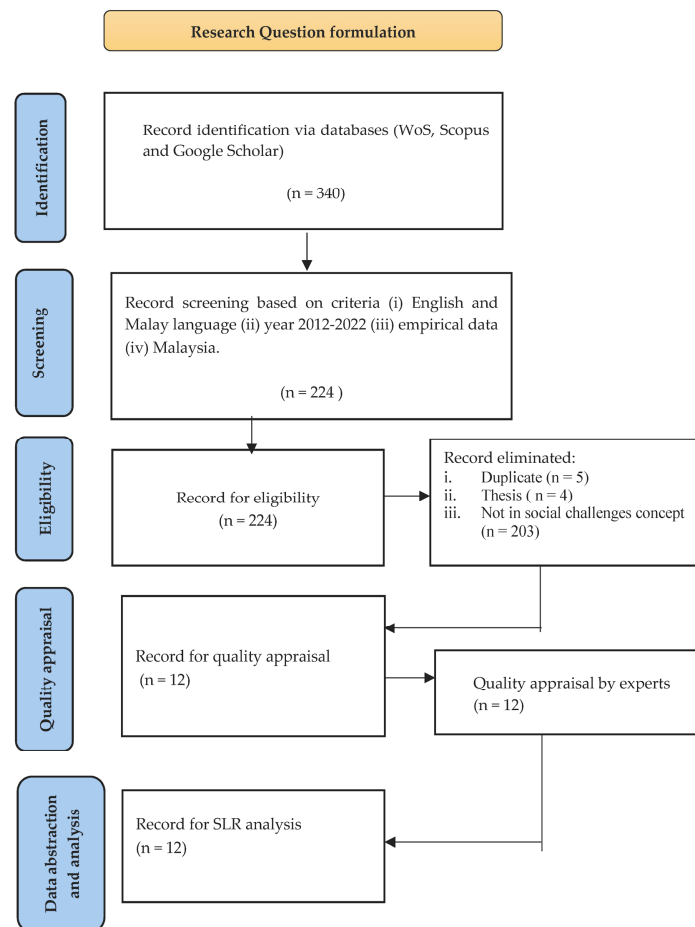 Research Question formulation
Identification
Record identification via databases (WoS, Scopus
and Google Scholar)
(n = 340)
Screening
Record screening based on criteria (i) English and
Malay language (ii) year 2012-2022 (iii) empirical data
(iv) Malaysia.
(n = 224 )
Eligibility
Record for eligibility
(n = 224)
Record eliminated:
i. Duplicate (n = 5)
ii. Thesis ( n = 4)
iii. Not in social challenges concept
(n = 203)
Quality appraisal
Record for quality appraisal
(n = 12)
Quality appraisal by experts
(n = 12)
Data abstraction
and analysis
Record for SLR analysis
(n = 12)